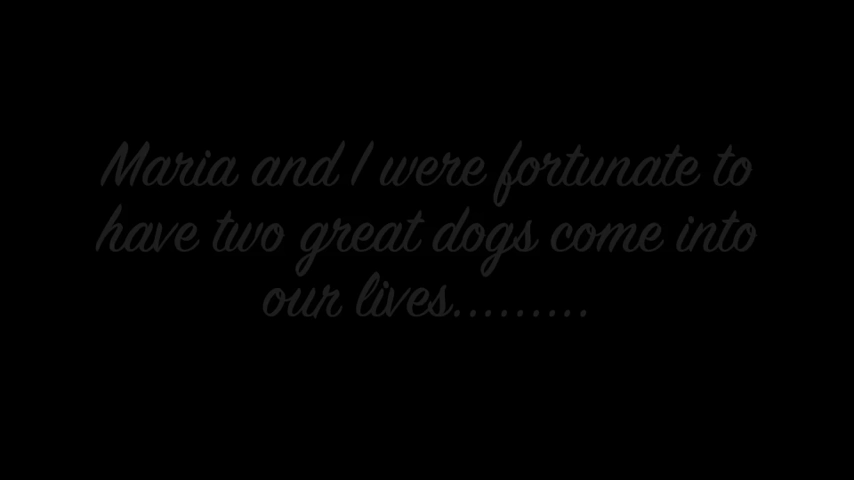 Maria and I were fortunate to
have two great dogs come into
our lives.........